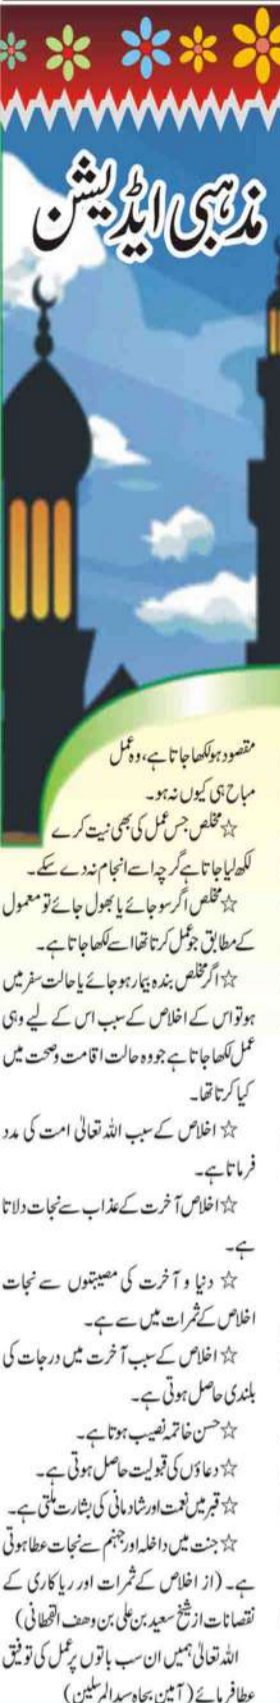 مذہبی ایڈیشن
مقصود ہو لکھا جاتا ہے، وہ عمل
مباح ہی کیوں نہ ہو۔
☆ مخلص جس عمل کی بھی نیت کرے
لکھ لیا جاتا ہے گرچہ اسے انجام نہ دے سکے۔
☆ مخلص اگر سو جائے یا بھول جائے تو معمول
کے مطابق جو عمل کرتا تھا اسے لکھا جاتا ہے۔
☆ اگر مخلص بندہ بیمار ہو جائے یا حالت سفر میں
ہو تو اس کے اخلاص کے سبب اس کے لیے وہی
عمل لکھا جاتا ہے جو وہ حالت اقامت و صحت میں
کیا کرتا تھا۔
☆ اخلاص کے سبب اللہ تعالیٰ امت کی مدد
فرماتا ہے۔
☆ اخلاص آخرت کے عذاب سے نجات دلاتا
ہے۔
☆ دنیا و آخرت کی مصیبتوں سے نجات
اخلاص کے ثمرات میں سے ہے۔
☆ اخلاص کے سبب آخرت میں درجات کی
بلندی حاصل ہوتی ہے۔
☆ حسن خاتمہ نصیب ہوتا ہے۔
☆ دعاؤں کی قبولیت حاصل ہوتی ہے۔
☆ قبر میں نعمت اور شادمانی کی بشارت ملتی ہے۔
☆ جنت میں داخلہ اور جہنم سے نجات عطا ہوتی
ہے۔ (از اخلاص کے ثمرات اور ریا کاری کے
نقصانات از شیخ سعید بن علی بن وھف القحطانی)
اللہ تعالیٰ ہمیں ان سب باتوں پر عمل کی توفیق
عطا فرمائے (آمین بجاہ سید المرسلین)